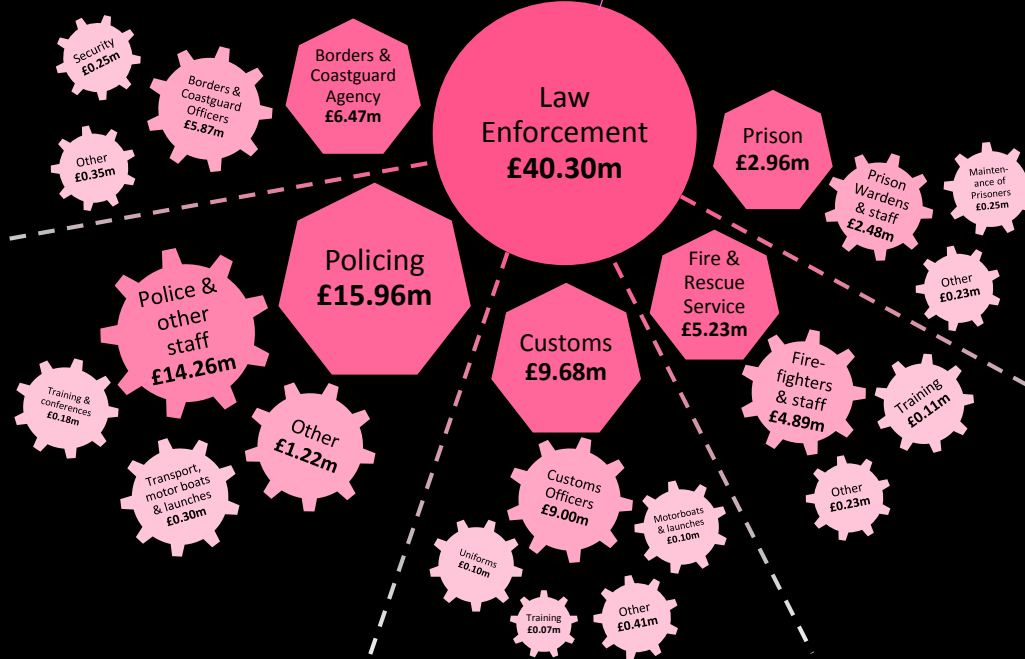 Law
Enforcement
£40.30m
Borders &
Coastguard
Agency
£6.47m
Security
£0.25m
Borders &
Coastguard
Officers
£5.87m
Other
£0.35m
Policing
£15.96m
Police &
other
staff
£14.26m
Training &
conferences
£0.18m
Transport,
motor boats
& launches
£0.30m
Other
£1.22m
Customs
£9.68m
Customs
Officers
£9.00m
Uniforms
£0.10m
Motorboats
& launches
£0.10m
Training
£0.07m
Other
£0.41m
Fire &
Rescue
Service
£5.23m
Fire-
fighters
& staff
£4.89m
Training
£0.11m
Other
£0.23m
Prison
£2.96m
Prison
Wardens
& staff
£2.48m
Mainten-
ance of
Prisoners
£0.25m
Other
£0.23m